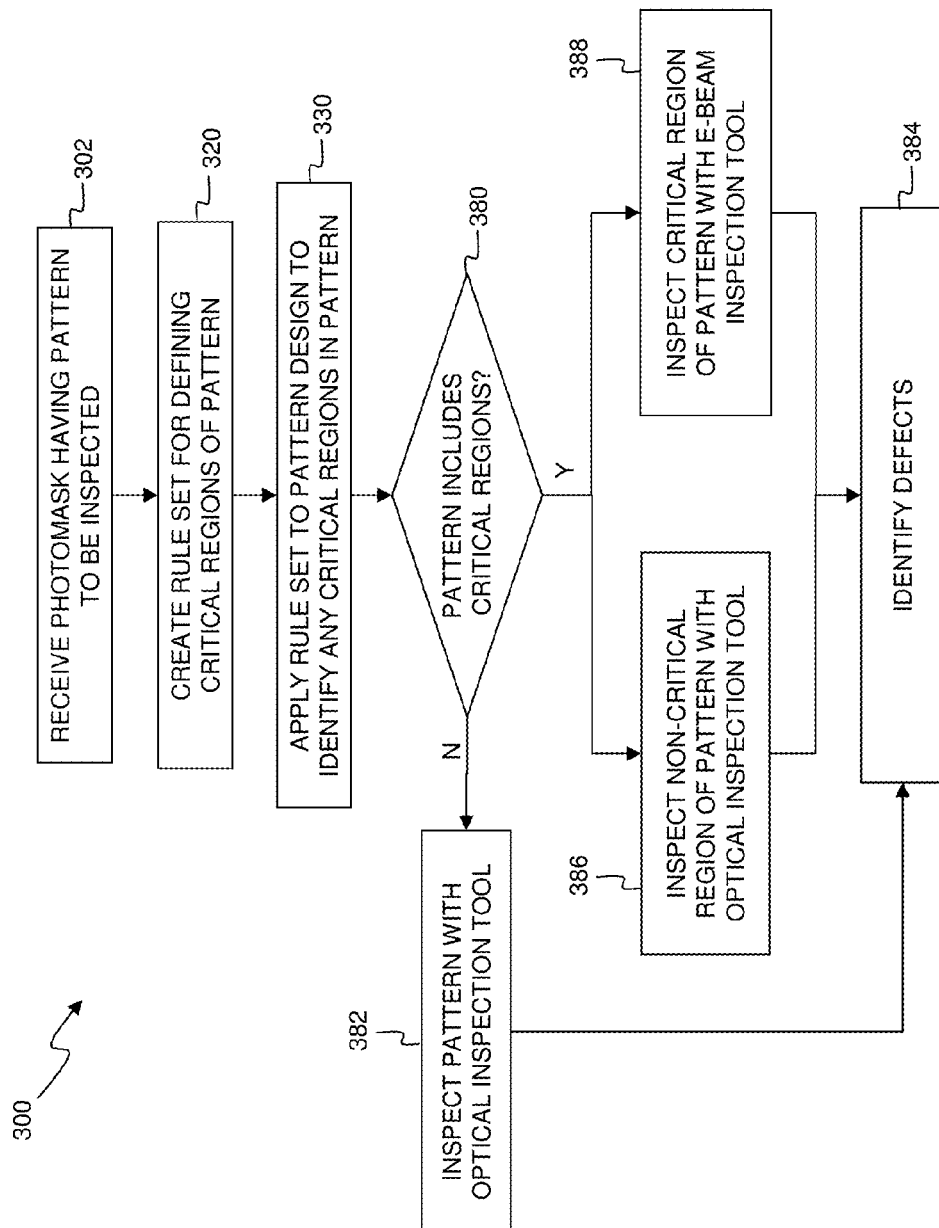 300
RECEIVE PHOTOMASK HAVING PATTERN
TO BE INSPECTED
302
CREATE RULE SET FOR DEFINING
CRITICAL REGIONS OF PATTERN
320
APPLY RULE SET TO PATTERN DESIGN TO
IDENTIFY ANY CRITICAL REGIONS IN PATTERN
330
PATTERN INCLUDES
CRITICAL REGIONS?
380
N
Y
382
INSPECT PATTERN WITH
OPTICAL INSPECTION TOOL
386
INSPECT NON-CRITICAL
REGION OF PATTERN WITH
OPTICAL INSPECTION TOOL
388
INSPECT CRITICAL REGION
OF PATTERN WITH E-BEAM
INSPECTION TOOL
IDENTIFY DEFECTS
384